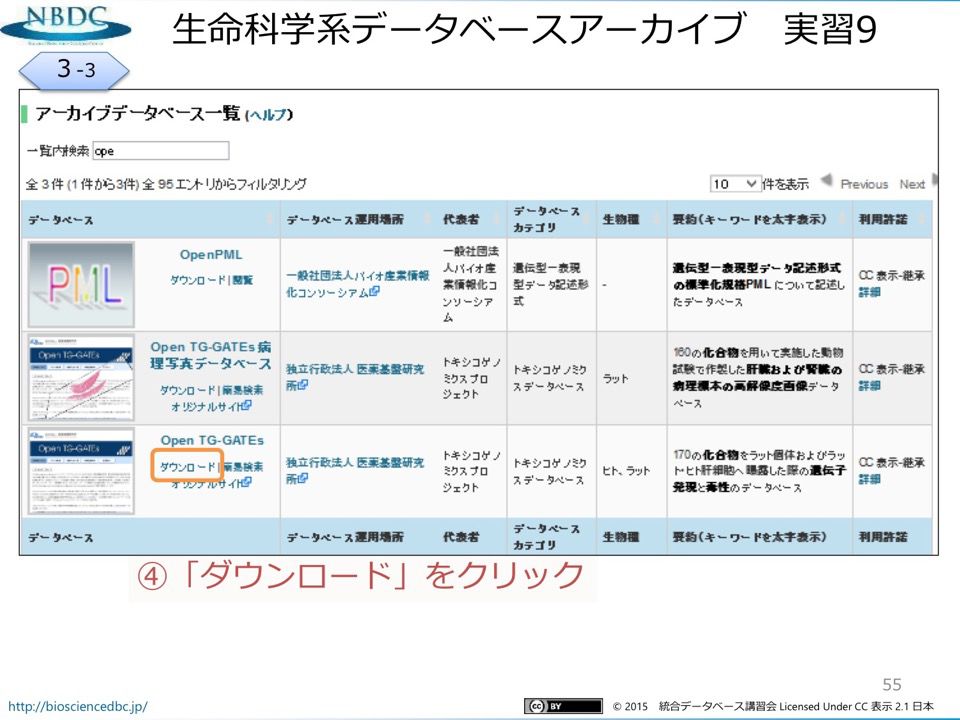 NBDC
生命科学系データベースアーカイブ　実習9
3-3
アーカイブデータベース一覧 (ヘルプ)
一覧内検索 ope
全 3 件 (1 件から3件) 全 95 エントリからフィルタリング
10 件を表示 Previous Next
データベース データベース運用場所 代表者 データベースカテゴリ 生物種 要約(キーワードを太字表示) 利用許諾
PML
OpenPML
ダウンロード | 閲覧
一般社団法人バイオ産業情報
化コンソーシアム
一般社団法
人バイオ産
業情報化コ
ンソーシア
ム
遺伝型－表現
型データ記述形
式
-
遺伝型－表現型データ記述形式
の標準化規格PML について記述し
たデータベース
CC 表示-継承
詳細
Open TG-GATEs
Open TG-GATEs 病
理写真データベース
ダウンロード | 簡易検索
オリジナルサイト
独立行政法人 医薬基盤研究
所
トキシコゲノ
ミクスプロ
ジェクト
トキシコゲノミク
スデータベース
ラット
160の化合物を用いて実施した動物
試験で作製した肝臓および腎臓の
病理標本の高解像度画像データ
ベース
CC 表示-継承
詳細
Open TG-GATEs
Open TG-GATEs
ダウンロード | 簡易検索
オリジナルサイト
独立行政法人 医薬基盤研究
所
トキシコゲノ
ミクスプロ
ジェクト
トキシコゲノミク
スデータベース
ヒト、ラット
170の化合物をラット個体およびラッ
ト・ヒト肝細胞へ曝露した際の遺伝子
発現と毒性のデータベース
CC 表示-継承
詳細
データベース データベース運用場所 代表者 データベースカテゴリ 生物種 要約(キーワードを太字表示) 利用許諾
④「ダウンロード」をクリック
55
http://biosciencedbc.jp/
cc BY © 2015　統合データベース講習会 Licensed Under CC 表示 2.1 日本